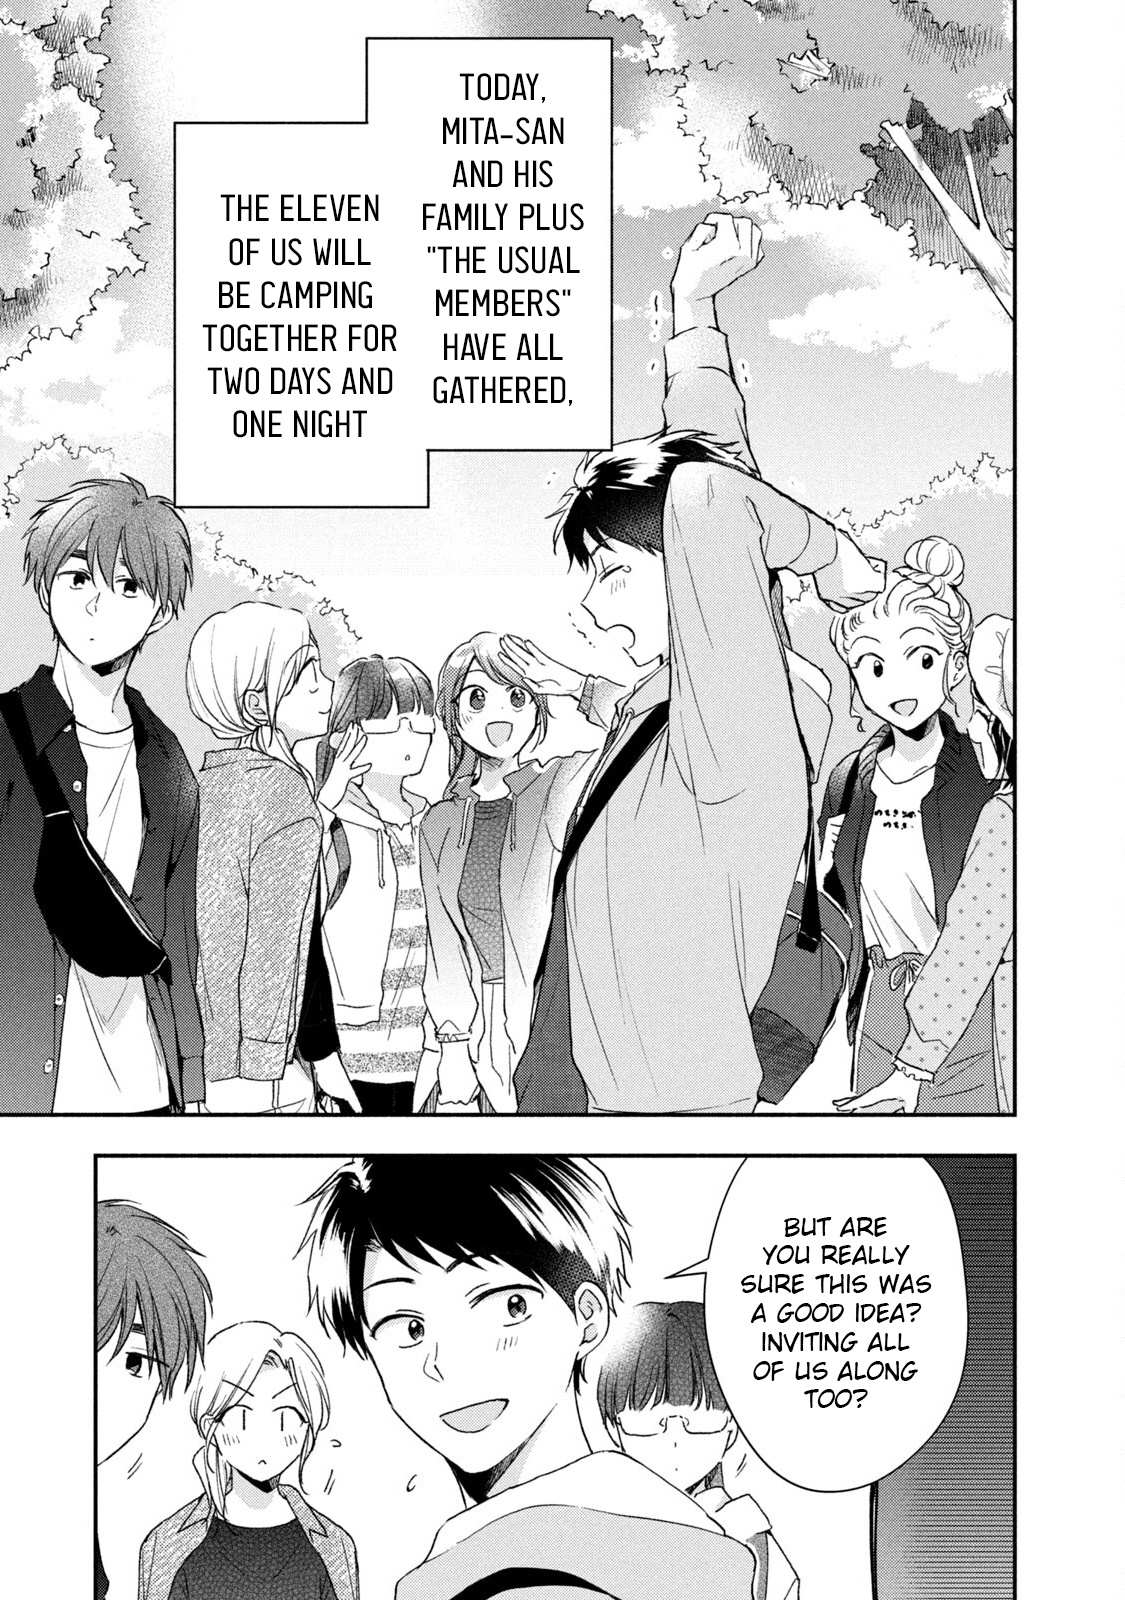 TODAY,
MITA-SAN
AND HIS
FAMILY PLUS
"THE USUAL
MEMBERS"
HAVE ALL
GATHERED,
THE ELEVEN
OF US WILL
BE CAMPING
TOGETHER FOR
TWO DAYS AND
ONE NIGHT
BUT ARE
YOU REALLY
SURE THIS WAS
A GOOD IDEA?
INVITING ALL
OF US ALONG
TOO?